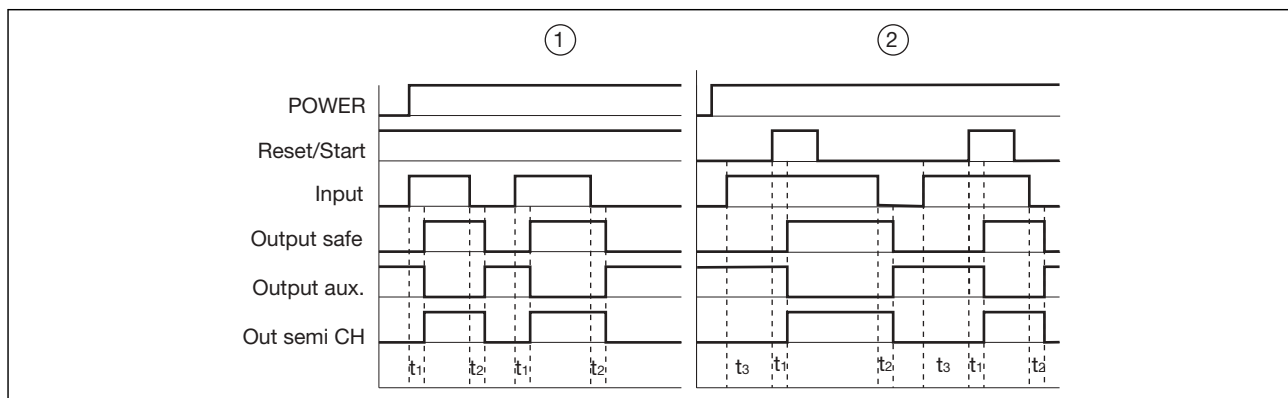 ① ②
POWER
Reset/Start
Input
Output safe
Output aux.
Out semi CH
t1 t2 t1 t2 t3 t1 t2 t3 t1 t2